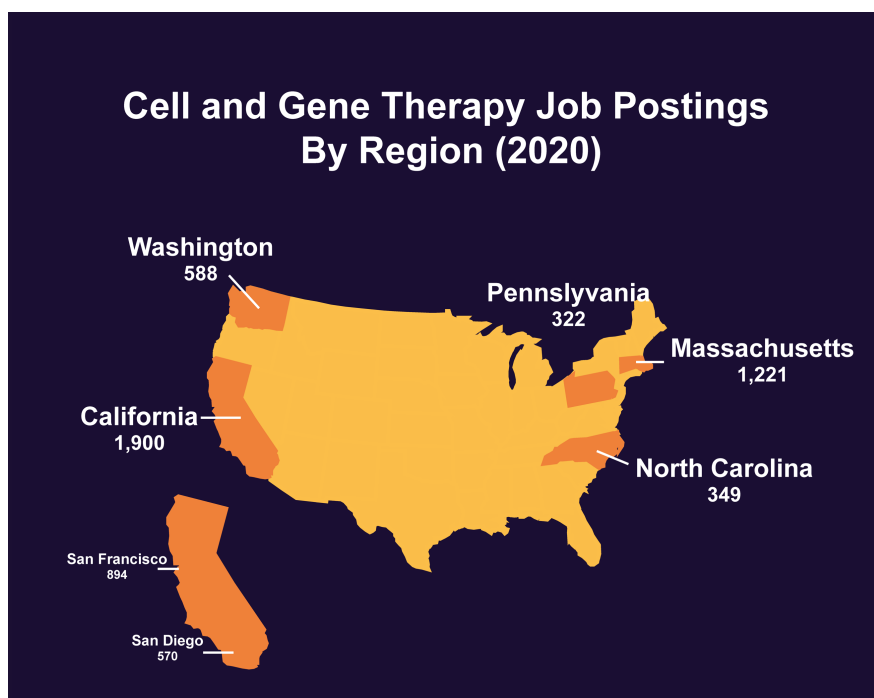 Cell and Gene Therapy Job Postings
By Region (2020)
Washington
588
Pennslyvania
322
Massachusetts
1,221
California
1,900
North Carolina
349
San Francisco
894
San Diego
570